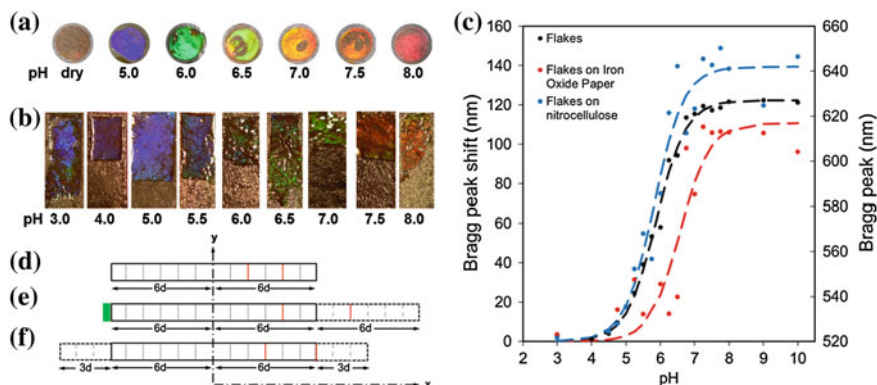 (a)
pH dry 5.0 6.0 6.5 7.0 7.5 8.0
(b)
pH 3.0 4.0 5.0 5.5 6.0 6.5 7.0 7.5 8.0
y
(d)
6d 6d
(e)
6d 6d 6d
(f)
3d 6d 6d 3d
x
(c)
Bragg peak shift (nm)
160
140
120
100
80
60
40
20
0
Flakes
Flakes on Iron
Oxide Paper
Flakes on
nitrocellulose
2 3 4 5 6 7 8 9 10
pH
660
640
620
600
580
560
540
520
Bragg peak (nm)